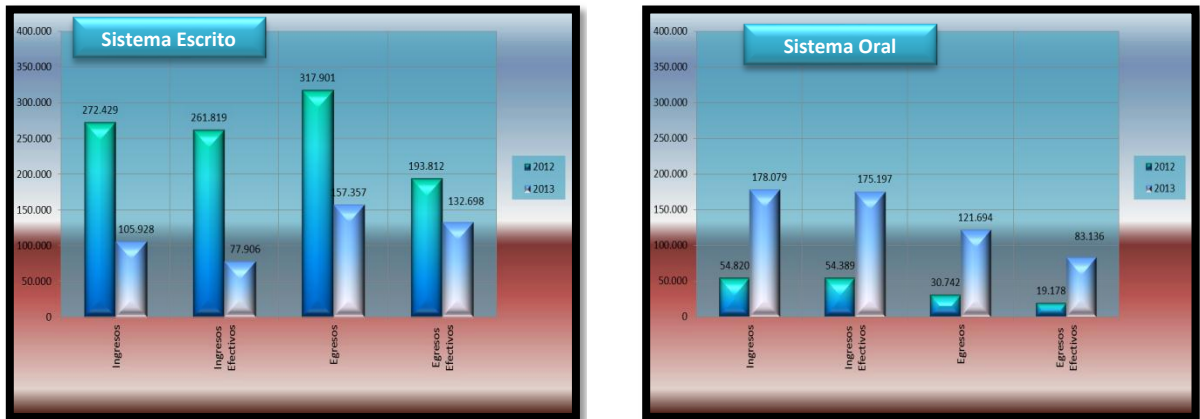 Sistema Escrito
400.000
350.000
300.000
250.000
200.000
150.000
100.000
50.000
0
272.429
105.928
261.819
77.906
317.901
157.357
193.812
132.698
Ingresos
Ingresos
Efectivos
Egresos
Egresos
Efectivos
2012
2013
Sistema Oral
400.000
350.000
300.000
250.000
200.000
150.000
100.000
50.000
0
54.820
178.079
54.389
175.197
30.742
121.694
19.178
83.136
Ingresos
Ingresos
Efectivos
Egresos
Egresos
Efectivos
2012
2013